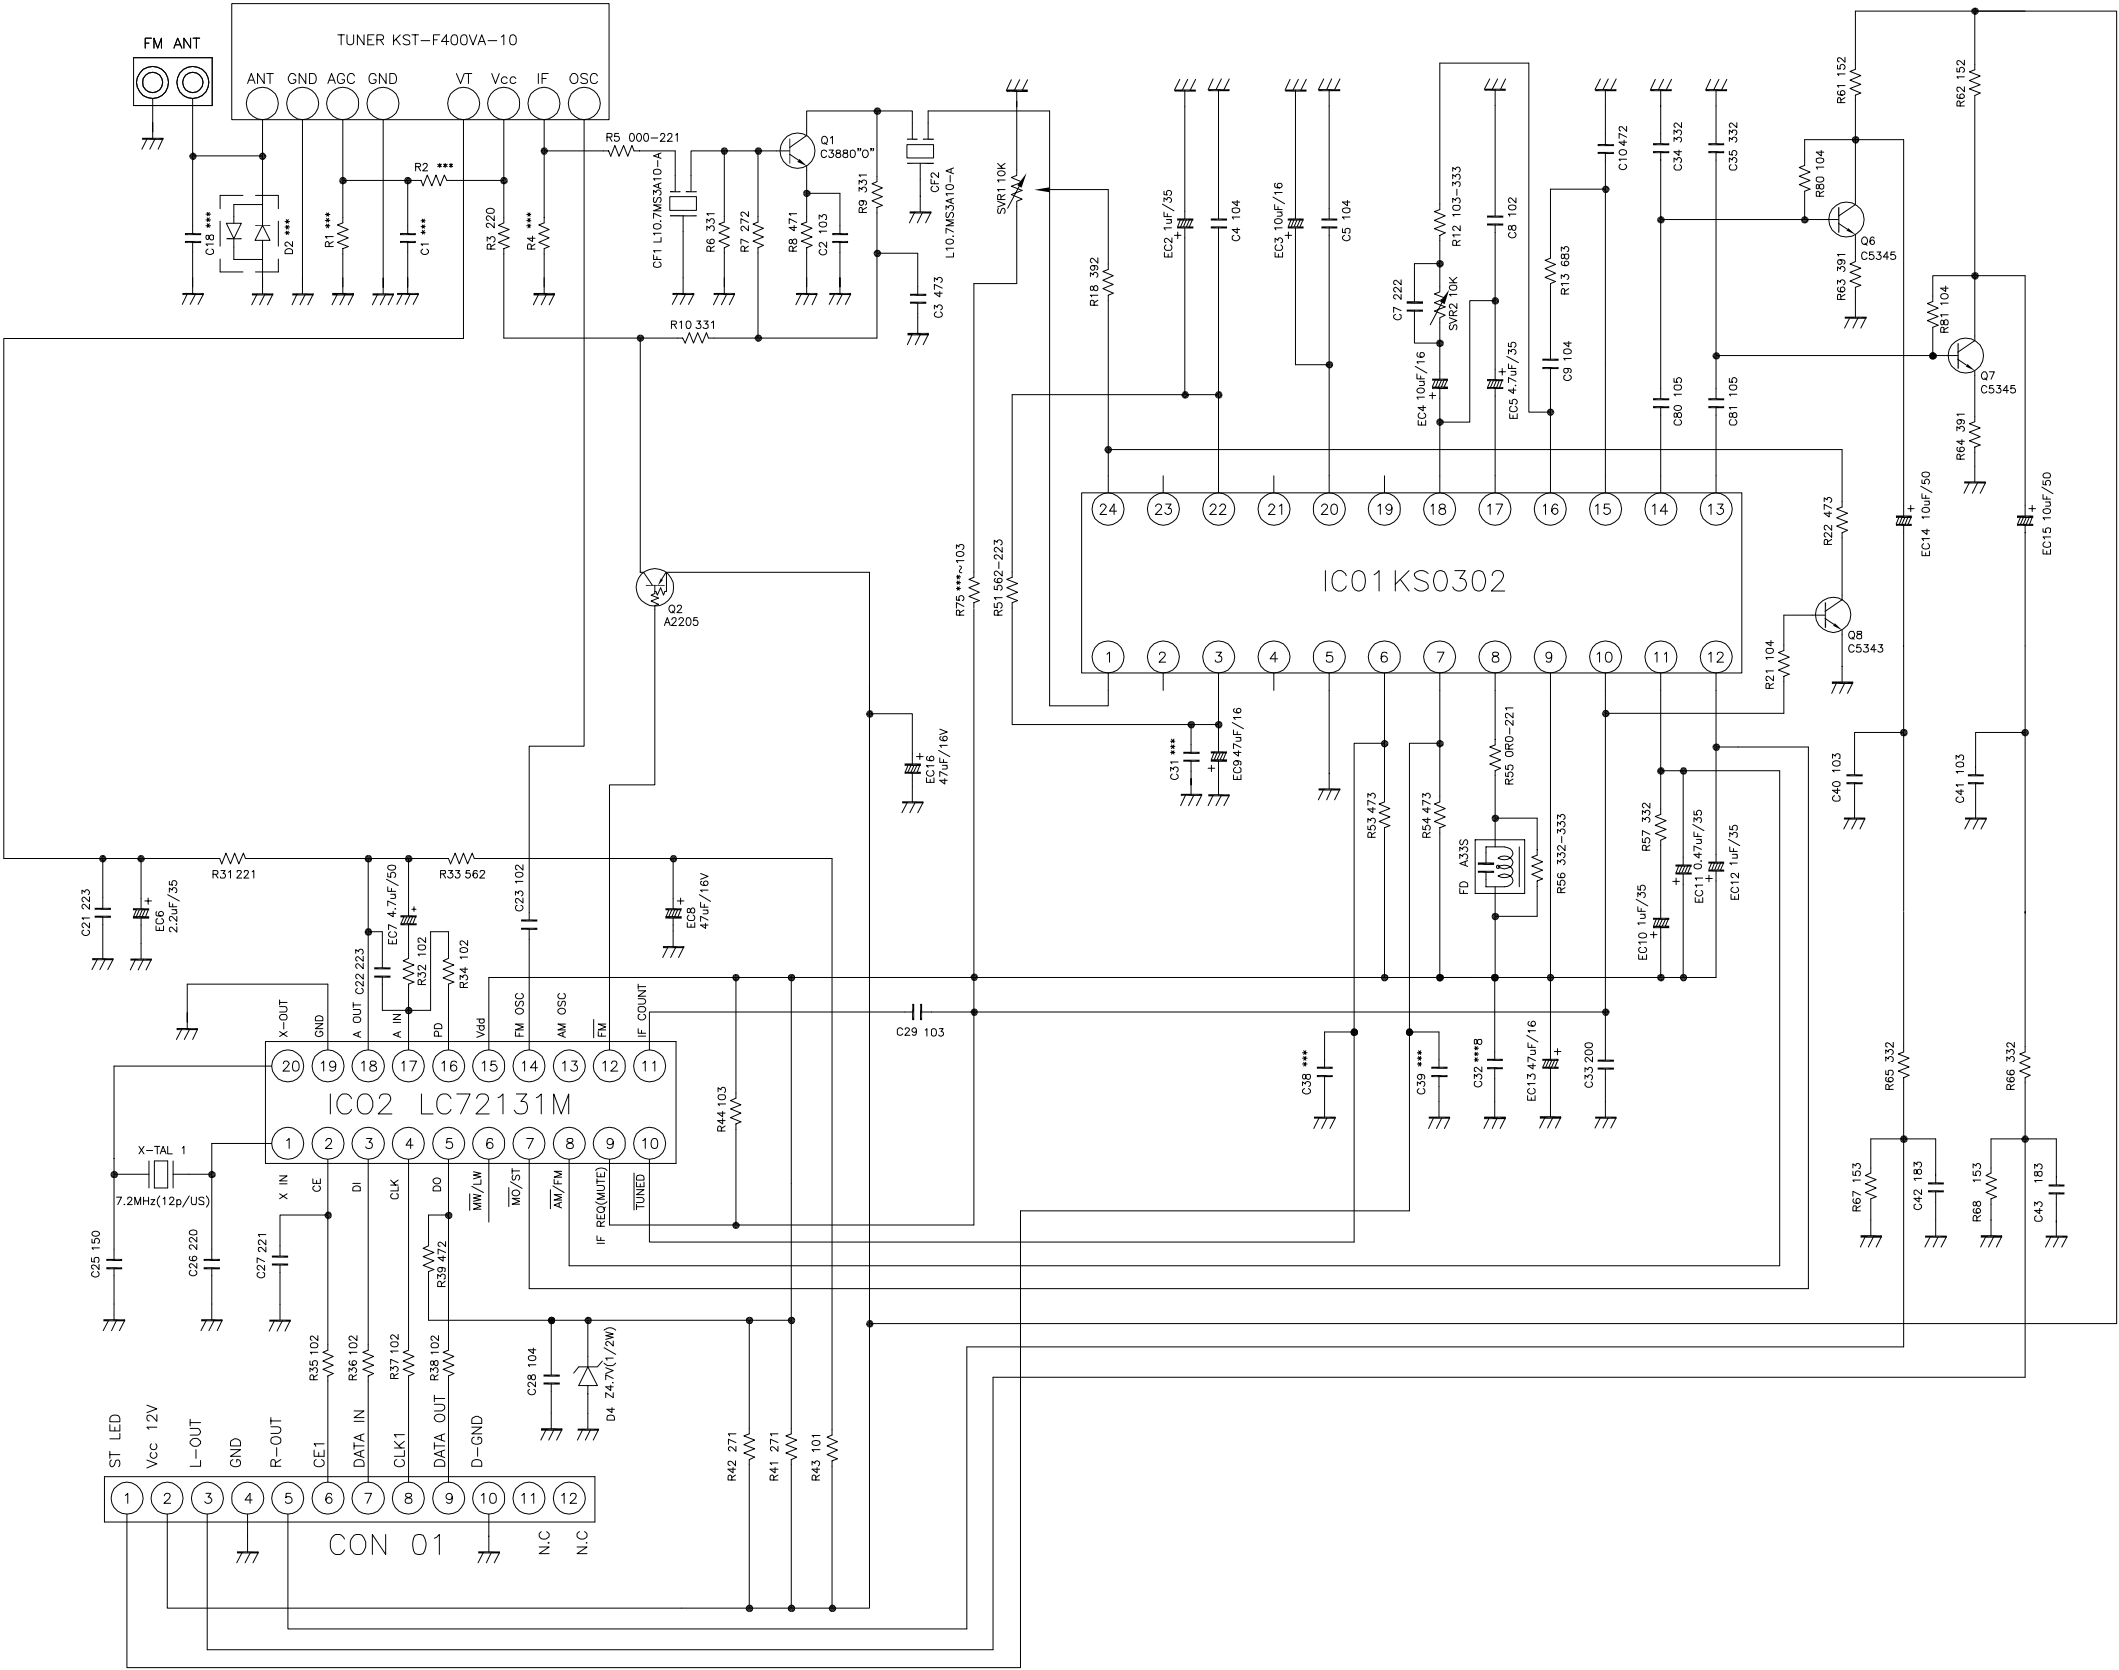 TUNER KST-F400VA-10
FM ANT
ANT GND AGC GND VT Vcc IF OSC
C18 ***
D2 ***
R1 ***
R2 ***
C1 ***
R3 220
R4 ***
R5 000-221
CF1 L10.7MS3A10-A
R6 331
R7 272
Q1
C3880"O"
R8 471
C2 103
R9 331
CF2
L10.7MS3A10-A
C3 473
R10 331
SVR1 10K
R18 392
EC2 1uF/35
C4 104
EC3 10uF/16
C5 104
R12 103-333
C7 222
SVR2 10K
EC4 10uF/16
C8 102
EC5 4.7uF/35
R13 683
C9 104
C10 472
C34 332
C80 105
C35 332
C81 105
R61 152
R80 104
Q6
C5345
R63 391
R62 152
R81 104
Q7
C5345
R64 391
EC14 10uF/50
EC15 10uF/50
R22 473
Q8
C5343
R21 104
24 23 22 21 20 19 18 17 16 15 14 13
IC01 KS0302
1 2 3 4 5 6 7 8 9 10 11 12
Q2
A2205
R75 ***~103
R51 562-223
EC16
47uF/16V
C31 ***
EC9 47uF/16
R53 473
R54 473
R55 0R0-221
FD A33S
R56 332-333
R57 332
EC10 1uF/35
EC11 0.47uF/35
EC12 1uF/35
C40 103
C41 103
C21 223
EC6
2.2uF/35
R31 221
EC7 4.7uF/50
R33 562
C22 223
R32 102
R34 102
C23 102
EC8
47uF/16V
C29 103
X-OUT
GND
A OUT
A IN
PD
Vdd
FM OSC
AM OSC
FM
IF COUNT
20 19 18 17 16 15 14 13 12 11
IC02 LC72131M
1 2 3 4 5 6 7 8 9 10
X IN
CE
DI
CLK
DO
MW/LW
MO/ST
AM/FM
IF REQ(MUTE)
TUNED
X-TAL 1
7.2MHz(12p/US)
C25 150
C26 220
C27 221
R39 472
R44 103
C38 ***
C39 ***
C32 ***8
EC13 47uF/16
C33 200
R65 332
R66 332
R67 153
C42 183
R68 153
C43 183
R35 102
R36 102
R37 102
R38 102
C28 104
D4 Z4.7V(1/2W)
R42 271
R41 271
R43 101
ST LED
Vcc 12V
L-OUT
GND
R-OUT
CE1
DATA IN
CLK1
DATA OUT
D-GND
1 2 3 4 5 6 7 8 9 10 11 12
CON 01
N.C
N.C